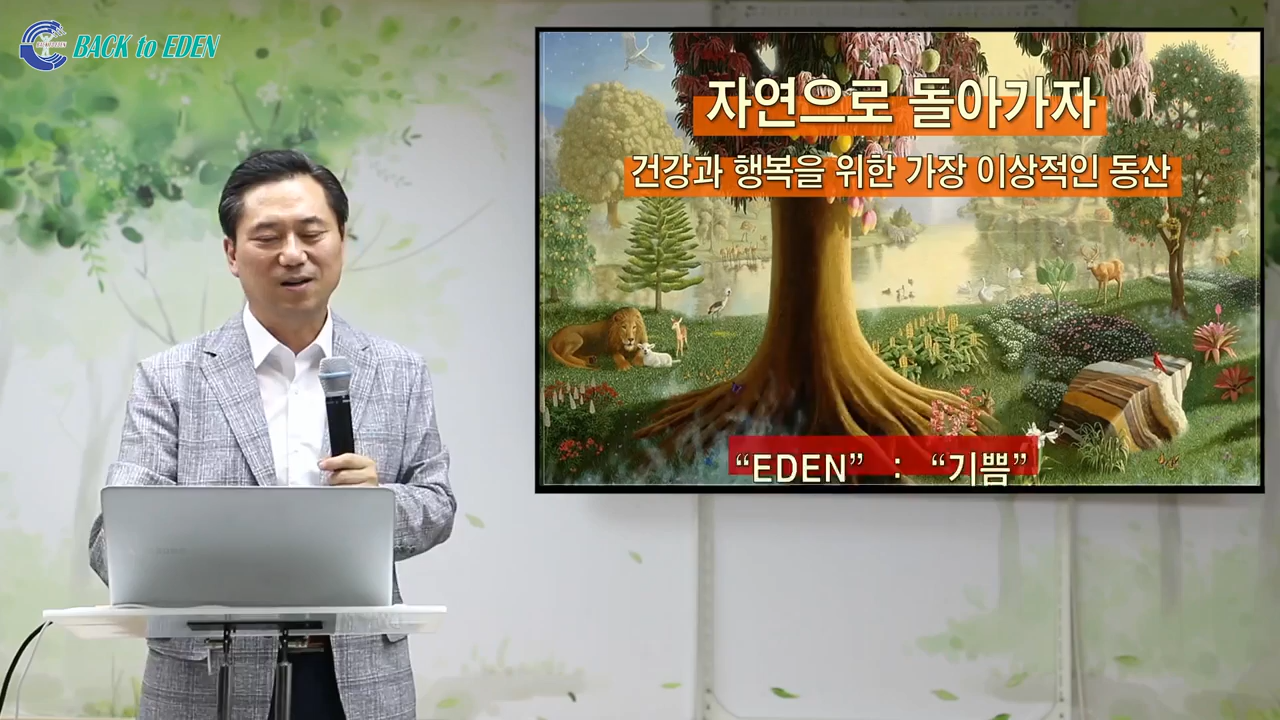 BACK to EDEN
자연으로 돌아가자
건강과 행복을 위한 가장 이상적인 동산
“EDEN” : “기쁨”